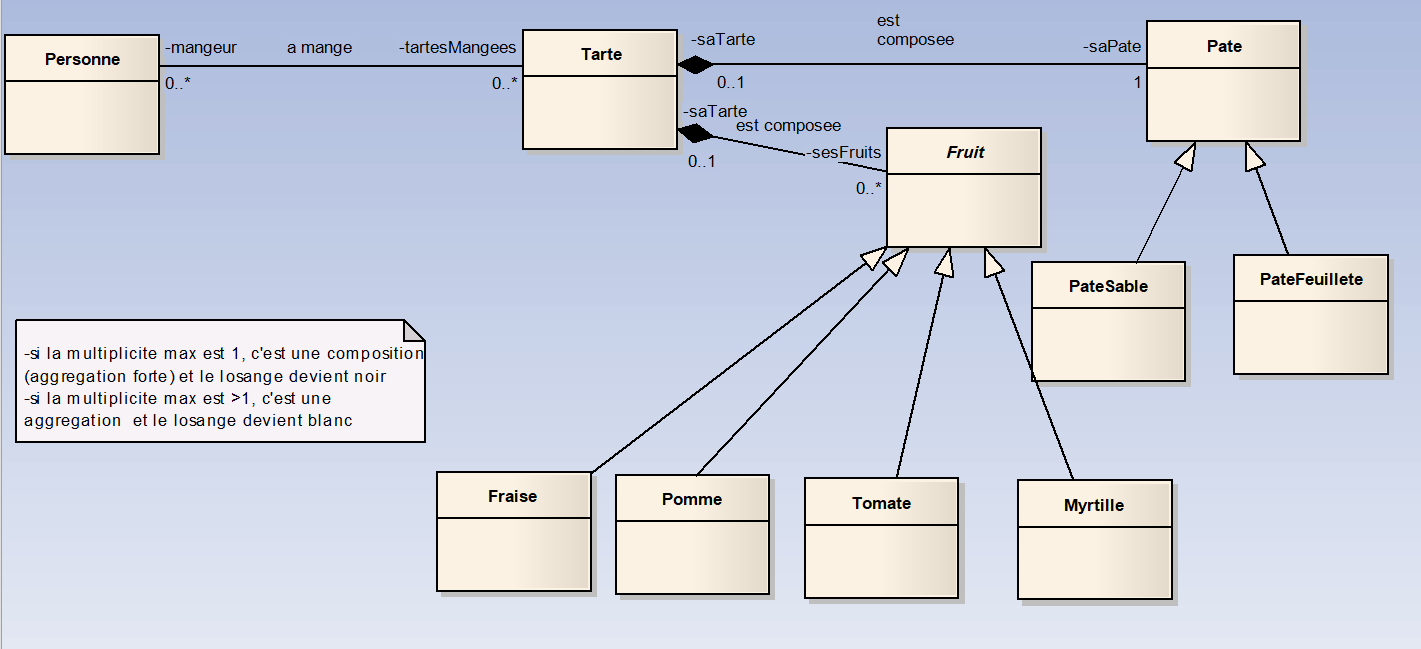 Personne
-mangeur
a mange
-tartesMangees
0..*
0..*
Tarte
-saTarte
est
composee
-saPate
0..1
1
Pate
-saTarte
est composee
-sesFruits
0..1
0..*
Fruit
PateSable
PateFeuillete
-si la multiplicite max est 1, c'est une composition
(aggregation forte) et le losange devient noir
-si la multiplicite max est >1, c'est une
aggregation et le losange devient blanc
Fraise
Pomme
Tomate
Myrtille